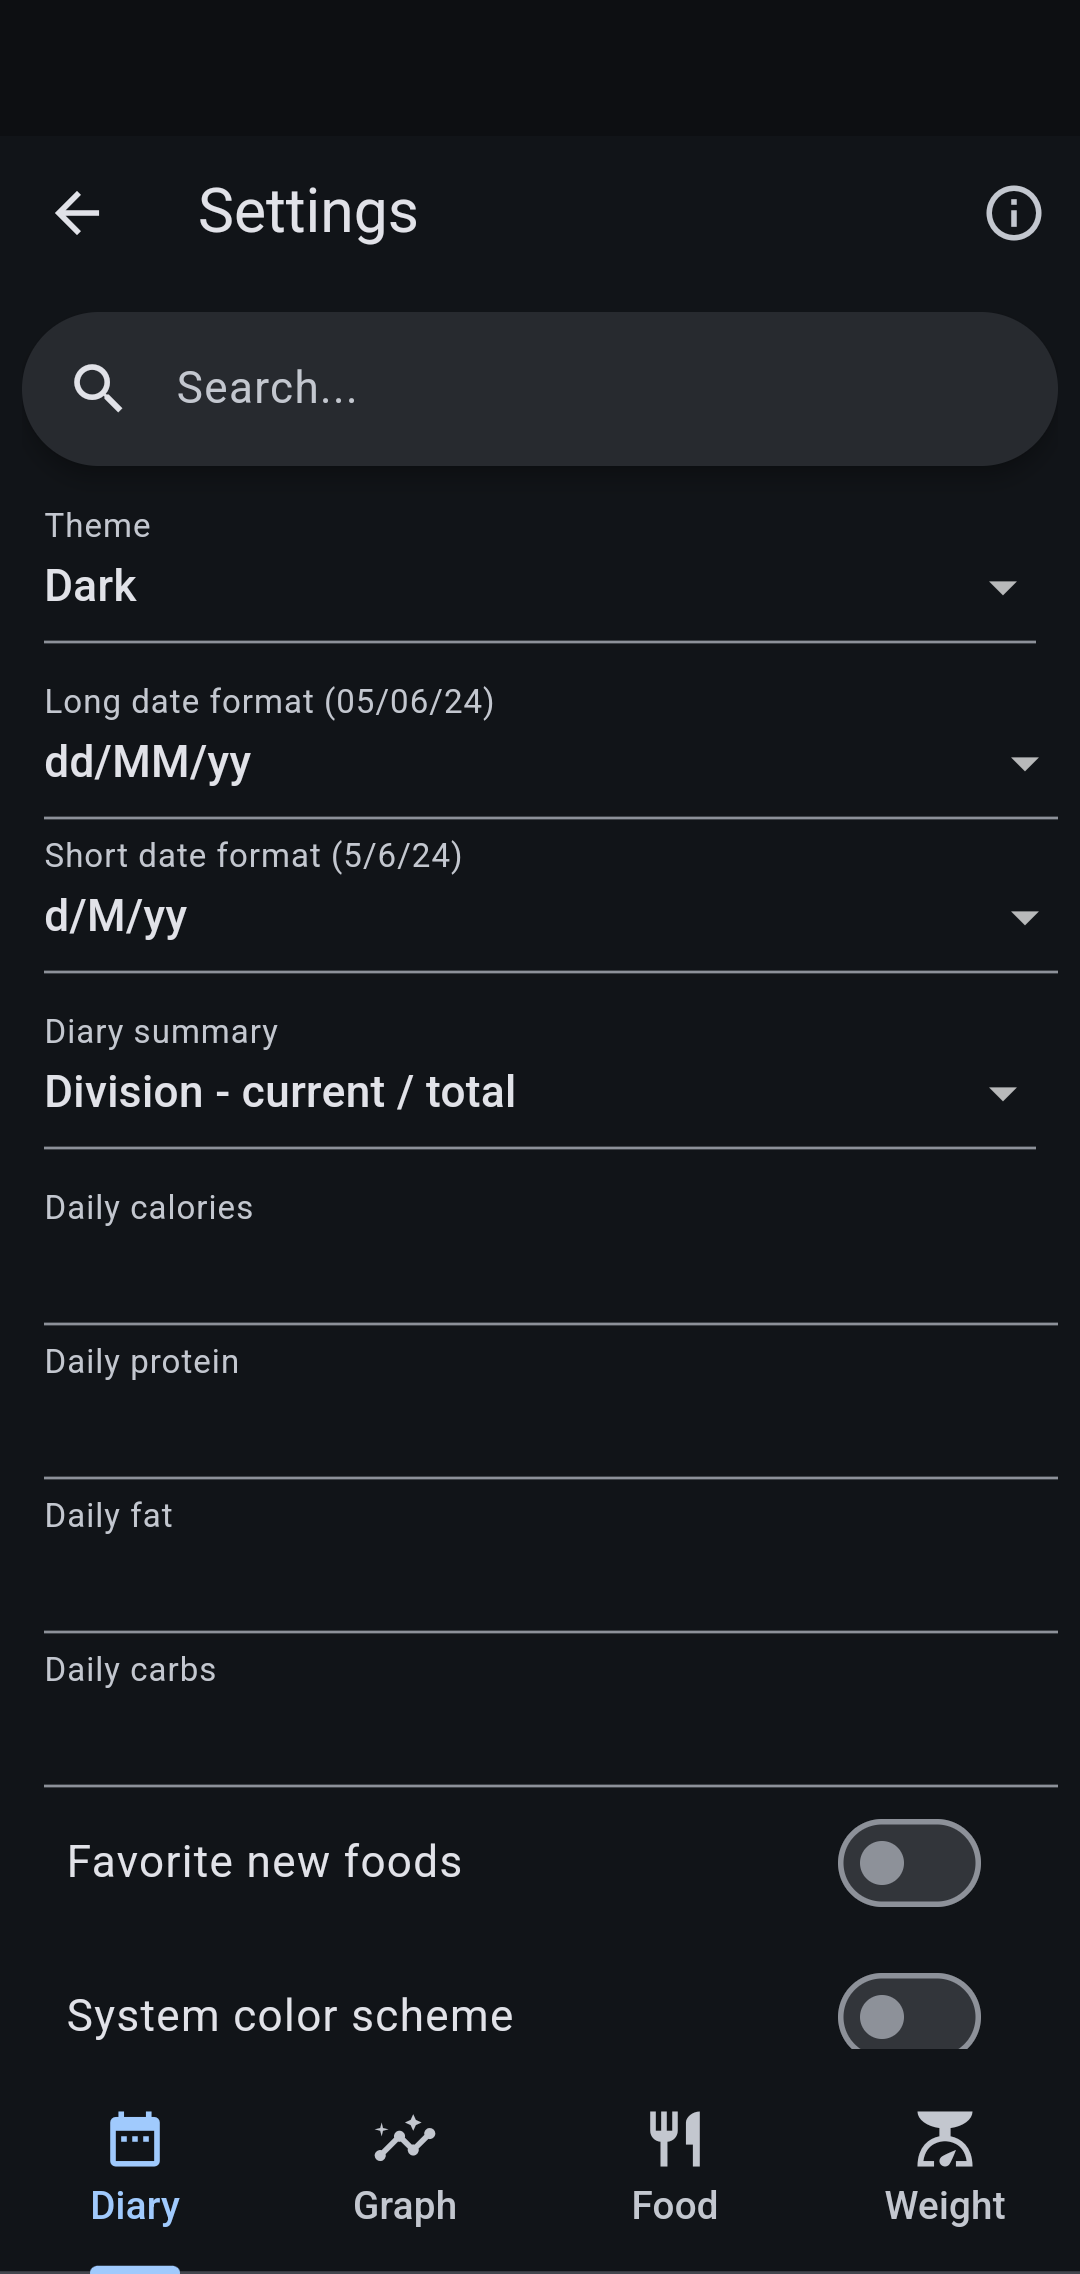 Settings
Search...
Theme
Dark
Long date format (05/06/24)
dd/MM/yy
Short date format (5/6/24)
d/M/yy
Diary summary
Division - current / total
Daily calories
Daily protein
Daily fat
Daily carbs
Favorite new foods
System color scheme
Diary
Graph
Food
Weight